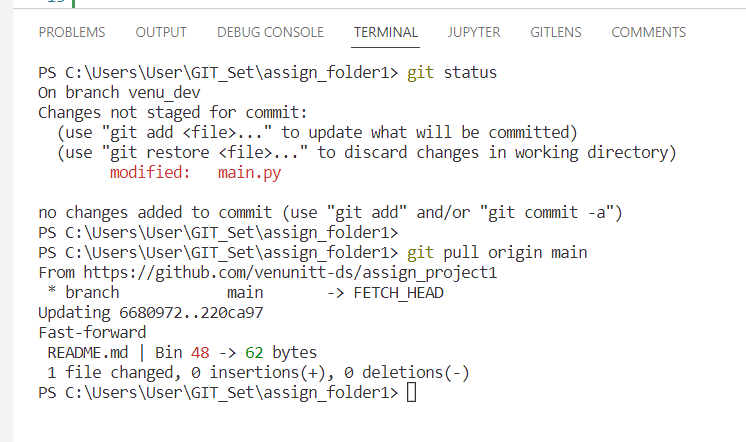 PROBLEMS OUTPUT DEBUG CONSOLE TERMINAL JUPYTER GITLENS COMMENTS
PS C:\Users\User\GIT_Set\assign_folder1> git status
On branch venu_dev
Changes not staged for commit:
  (use "git add <file>..." to update what will be committed)
  (use "git restore <file>..." to discard changes in working directory)
        modified:   main.py

no changes added to commit (use "git add" and/or "git commit -a")
PS C:\Users\User\GIT_Set\assign_folder1>
PS C:\Users\User\GIT_Set\assign_folder1> git pull origin main
From https://github.com/venunitt-ds/assign_project1
 * branch            main       -> FETCH_HEAD
Updating 6680972..220ca97
Fast-forward
 README.md | Bin 48 -> 62 bytes
 1 file changed, 0 insertions(+), 0 deletions(-)
PS C:\Users\User\GIT_Set\assign_folder1>